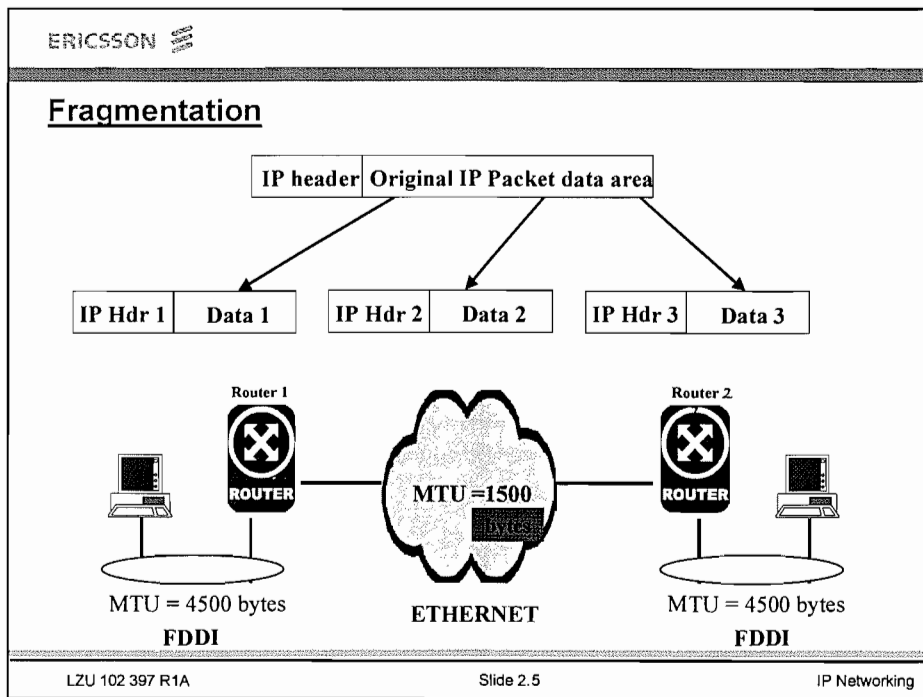 ERICSSON
Fragmentation
IP header Original IP Packet data area
IP Hdr 1 Data 1 IP Hdr 2 Data 2 IP Hdr 3 Data 3
Router 1 Router 2
ROUTER ROUTER
MTU =1500
bytes
MTU = 4500 bytes MTU = 4500 bytes
ETHERNET
FDDI FDDI
LZU 102 397 R1A Slide 2.5 IP Networking